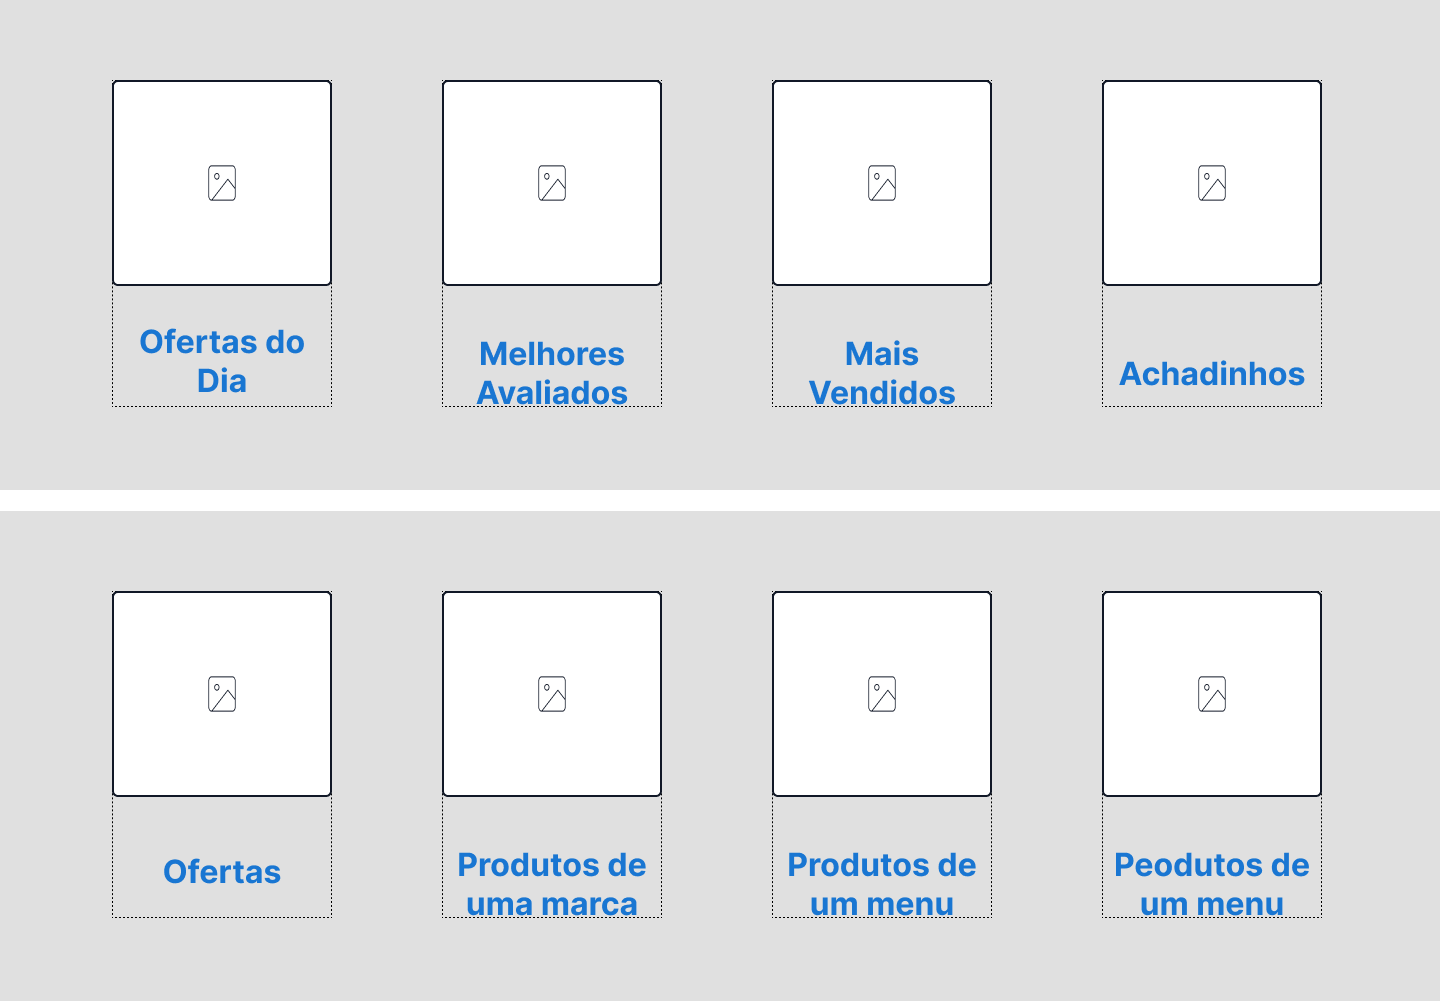 Ofertas do
Dia
Melhores
Avaliados
Mais
Vendidos
Achadinhos
Ofertas
Produtos de
uma marca
Produtos de
um menu
Peodutos de
um menu